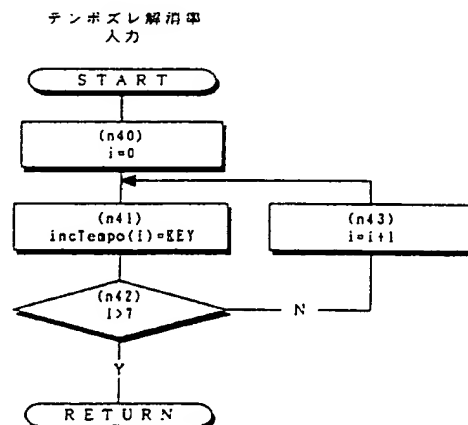 テンポズレ解消率
入力
START
(n40)
i=0
(n41)
incTempo(i)=KEY
(n43)
i=i+1
(n42)
i>7
N
Y
RETURN